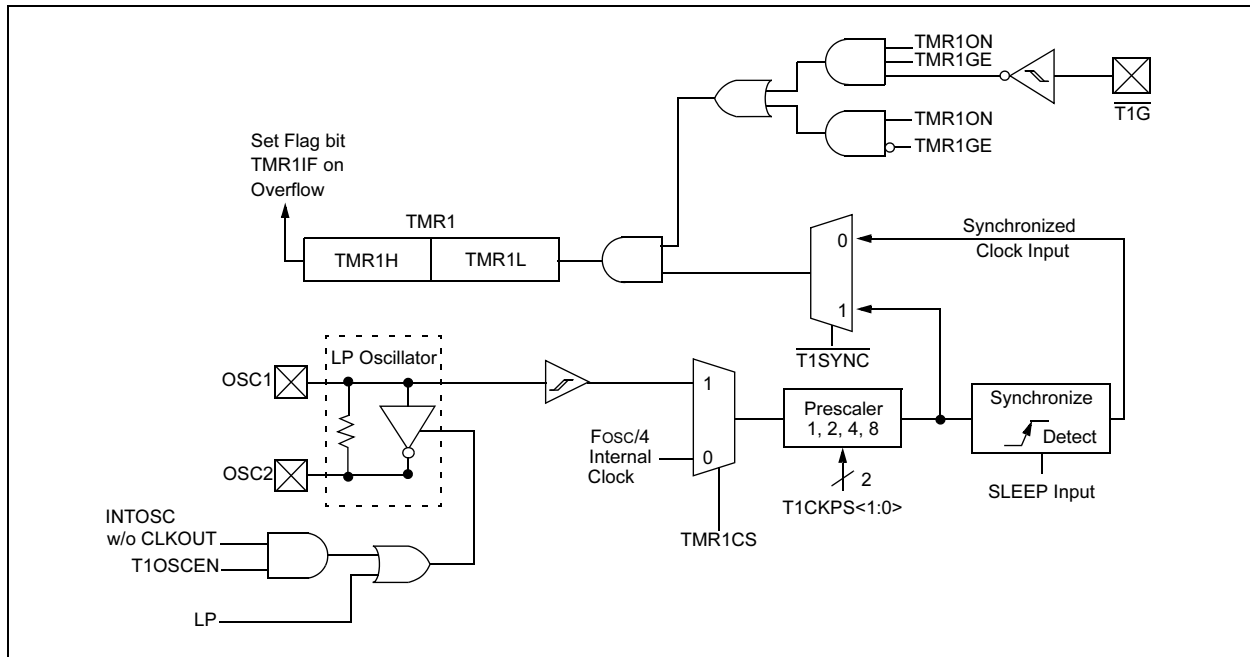 TMR1ON
TMR1GE
T1G
TMR1ON
TMR1GE
Set Flag bit
TMR1IF on
Overflow
TMR1
TMR1H
TMR1L
0
1
T1SYNC
Synchronized
Clock Input
LP Oscillator
OSC1
OSC2
1
0
FOSC/4
Internal
Clock
TMR1CS
Prescaler
1, 2, 4, 8
2
T1CKPS<1:0>
Synchronize
Detect
SLEEP Input
INTOSC
w/o CLKOUT
T1OSCEN
LP